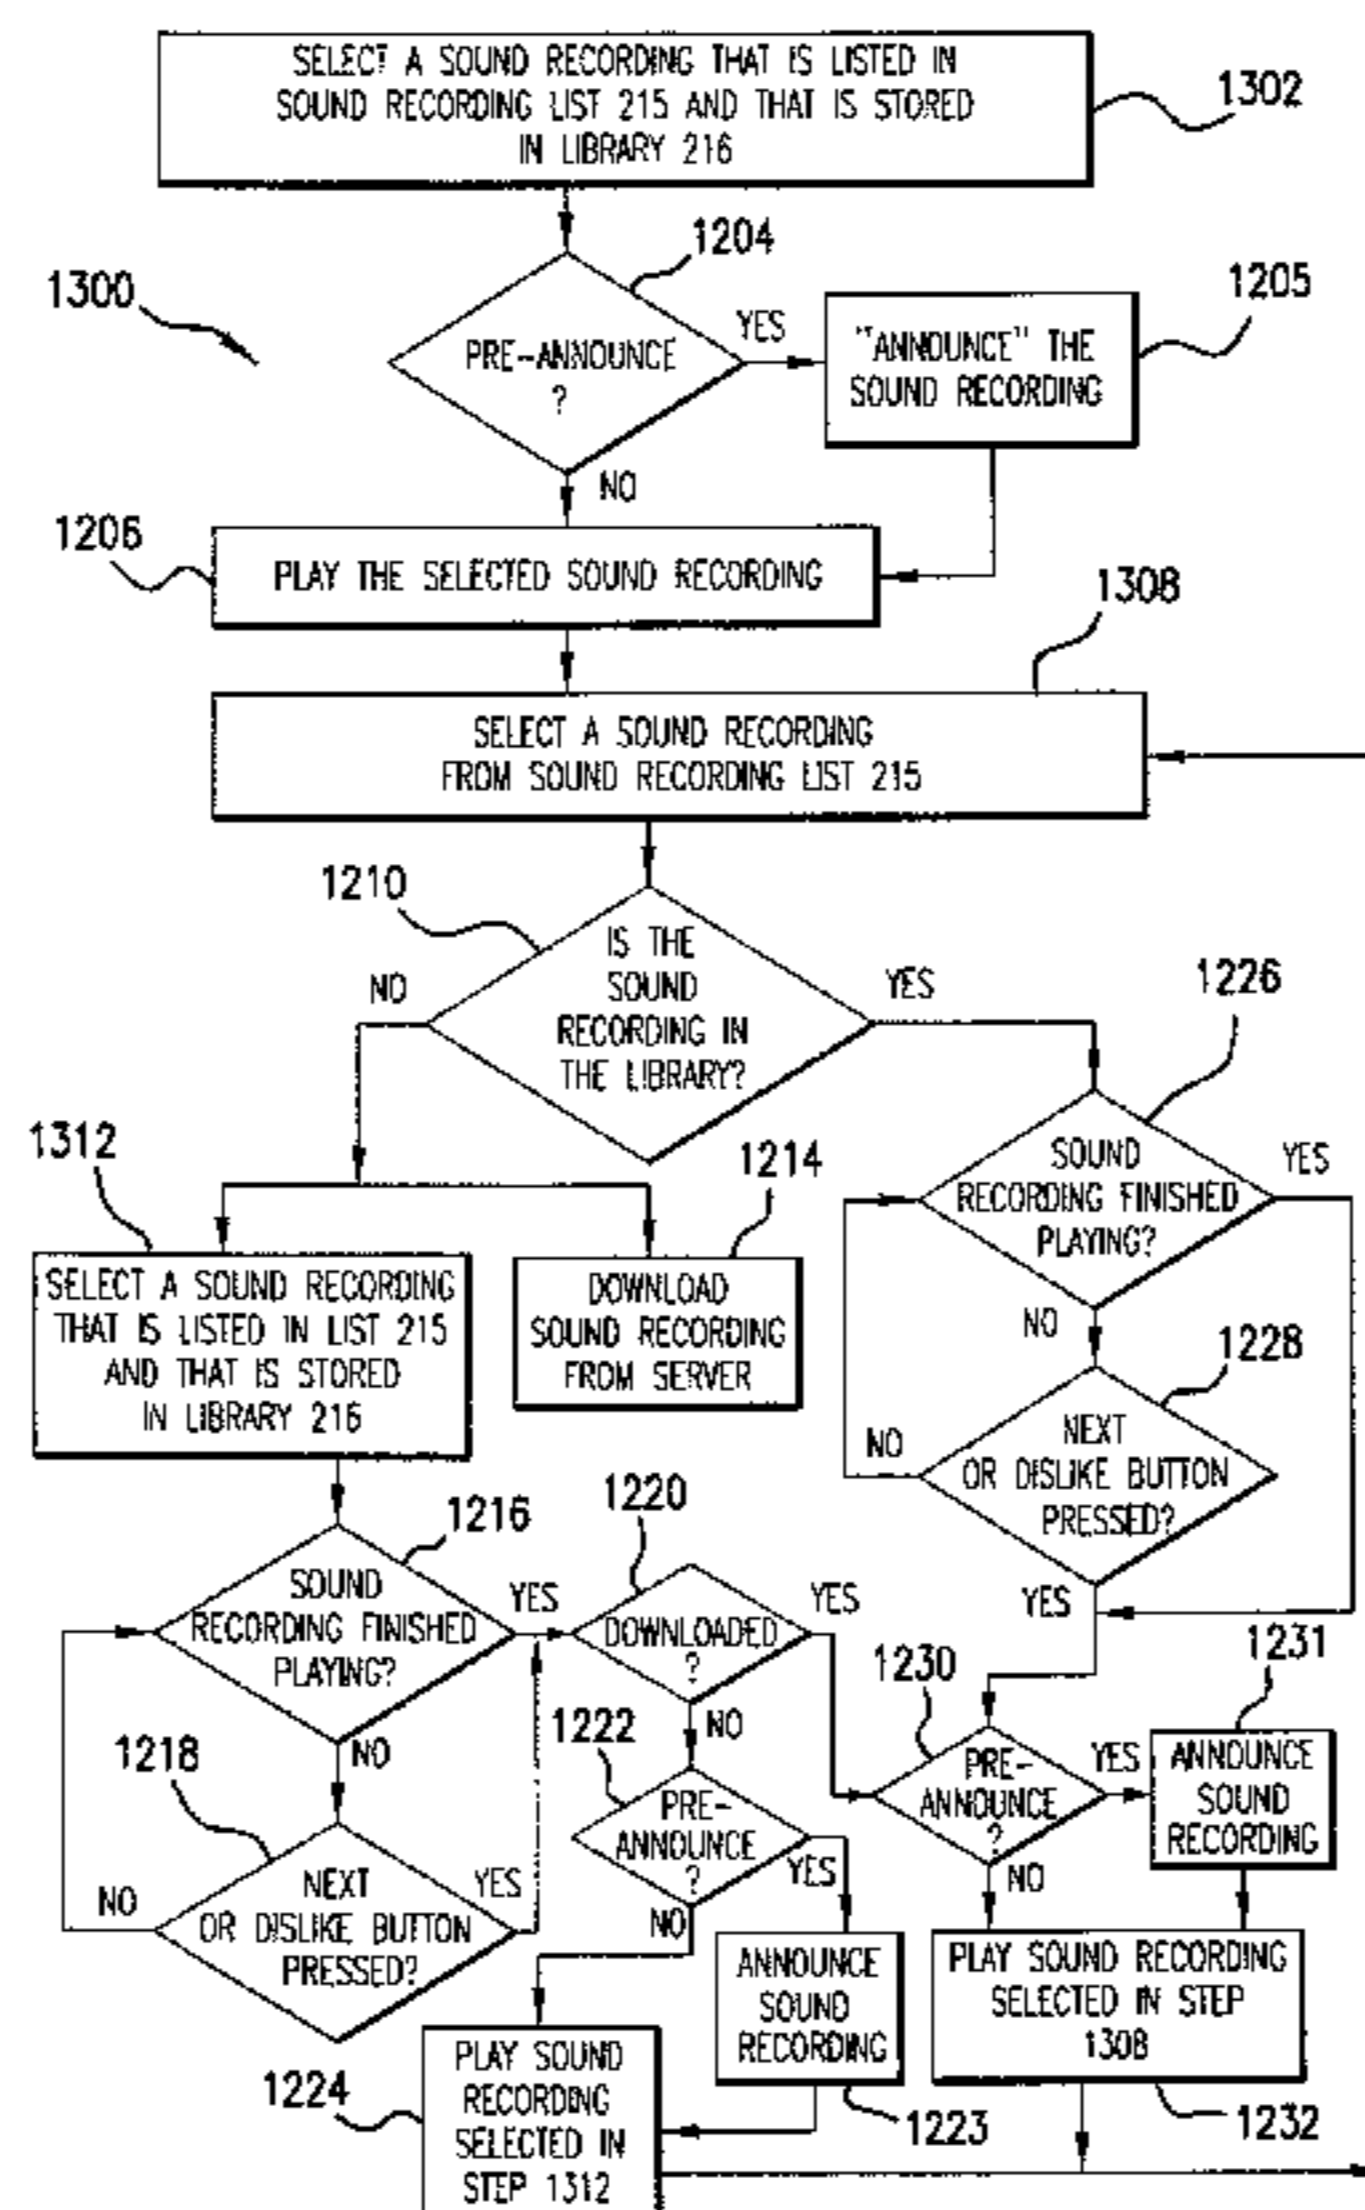 SELECT A SOUND RECORDING THAT IS LISTED IN
SOUND RECORDING LIST 215 AND THAT IS STORED
IN LIBRARY 216
1302
1204
1300
PRE-ANNOUNCE
?
YES
"ANNOUNCE" THE
SOUND RECORDING
1205
NO
1206
PLAY THE SELECTED SOUND RECORDING
1308
SELECT A SOUND RECORDING
FROM SOUND RECORDING LIST 215
1210
IS THE
SOUND
RECORDING IN
THE LIBRARY?
NO
YES
1226
SOUND
RECORDING FINISHED
PLAYING?
YES
NO
1312
1214
SELECT A SOUND RECORDING
THAT IS LISTED IN LIST 215
AND THAT IS STORED
IN LIBRARY 216
DOWNLOAD
SOUND RECORDING
FROM SERVER
1228
NEXT
OR DISLIKE BUTTON
PRESSED?
NO
YES
1216
SOUND
RECORDING FINISHED
PLAYING?
YES
NO
1220
DOWNLOADED
?
YES
NO
1218
NEXT
OR DISLIKE BUTTON
PRESSED?
NO
YES
1222
PRE-
ANNOUNCE
?
YES
NO
1230
PRE-
ANNOUNCE
?
YES
NO
1231
ANNOUNCE
SOUND
RECORDING
ANNOUNCE
SOUND
RECORDING
1223
PLAY SOUND RECORDING
SELECTED IN STEP
1308
1232
1224
PLAY SOUND
RECORDING
SELECTED IN
STEP 1312